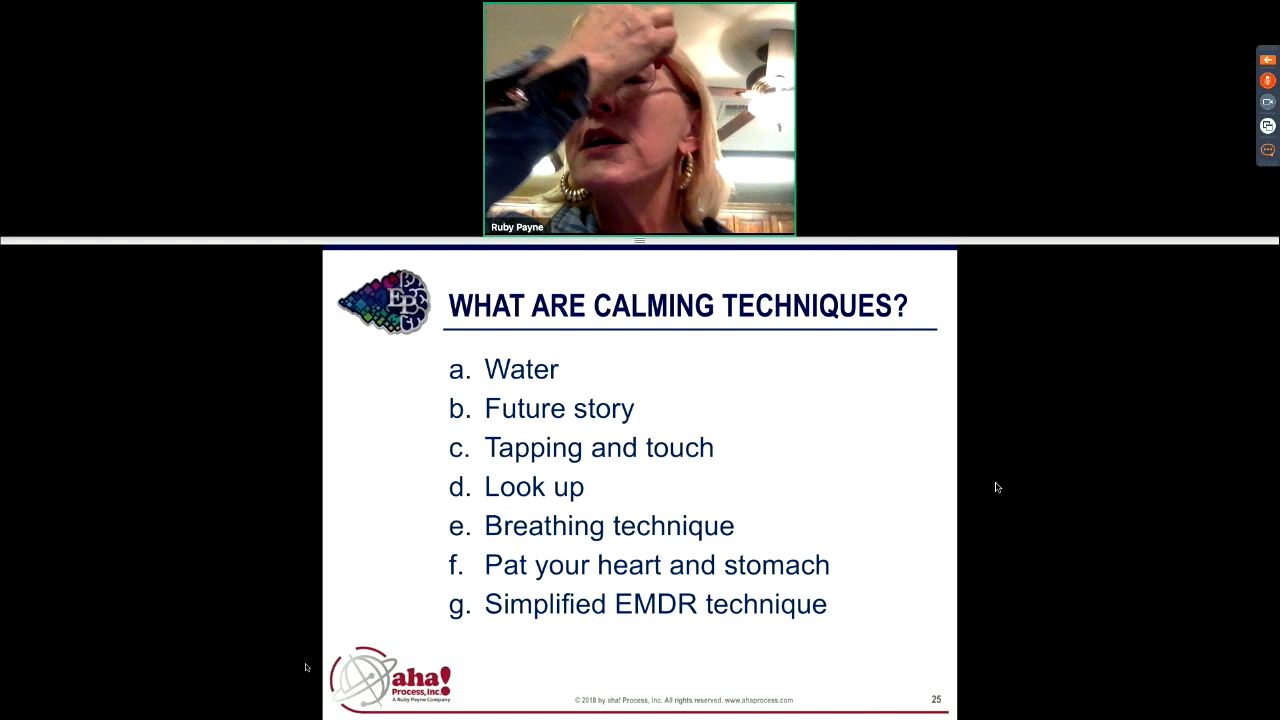 Ruby Payne
EPB
WHAT ARE CALMING TECHNIQUES?
a. Water
b. Future story
c. Tapping and touch
d. Look up
e. Breathing technique
f. Pat your heart and stomach
g. Simplified EMDR technique
aha!
Process, Inc.
A Ruby Payne Company
© 2018 by aha! Process, Inc. All rights reserved. www.ahaprocess.com
25